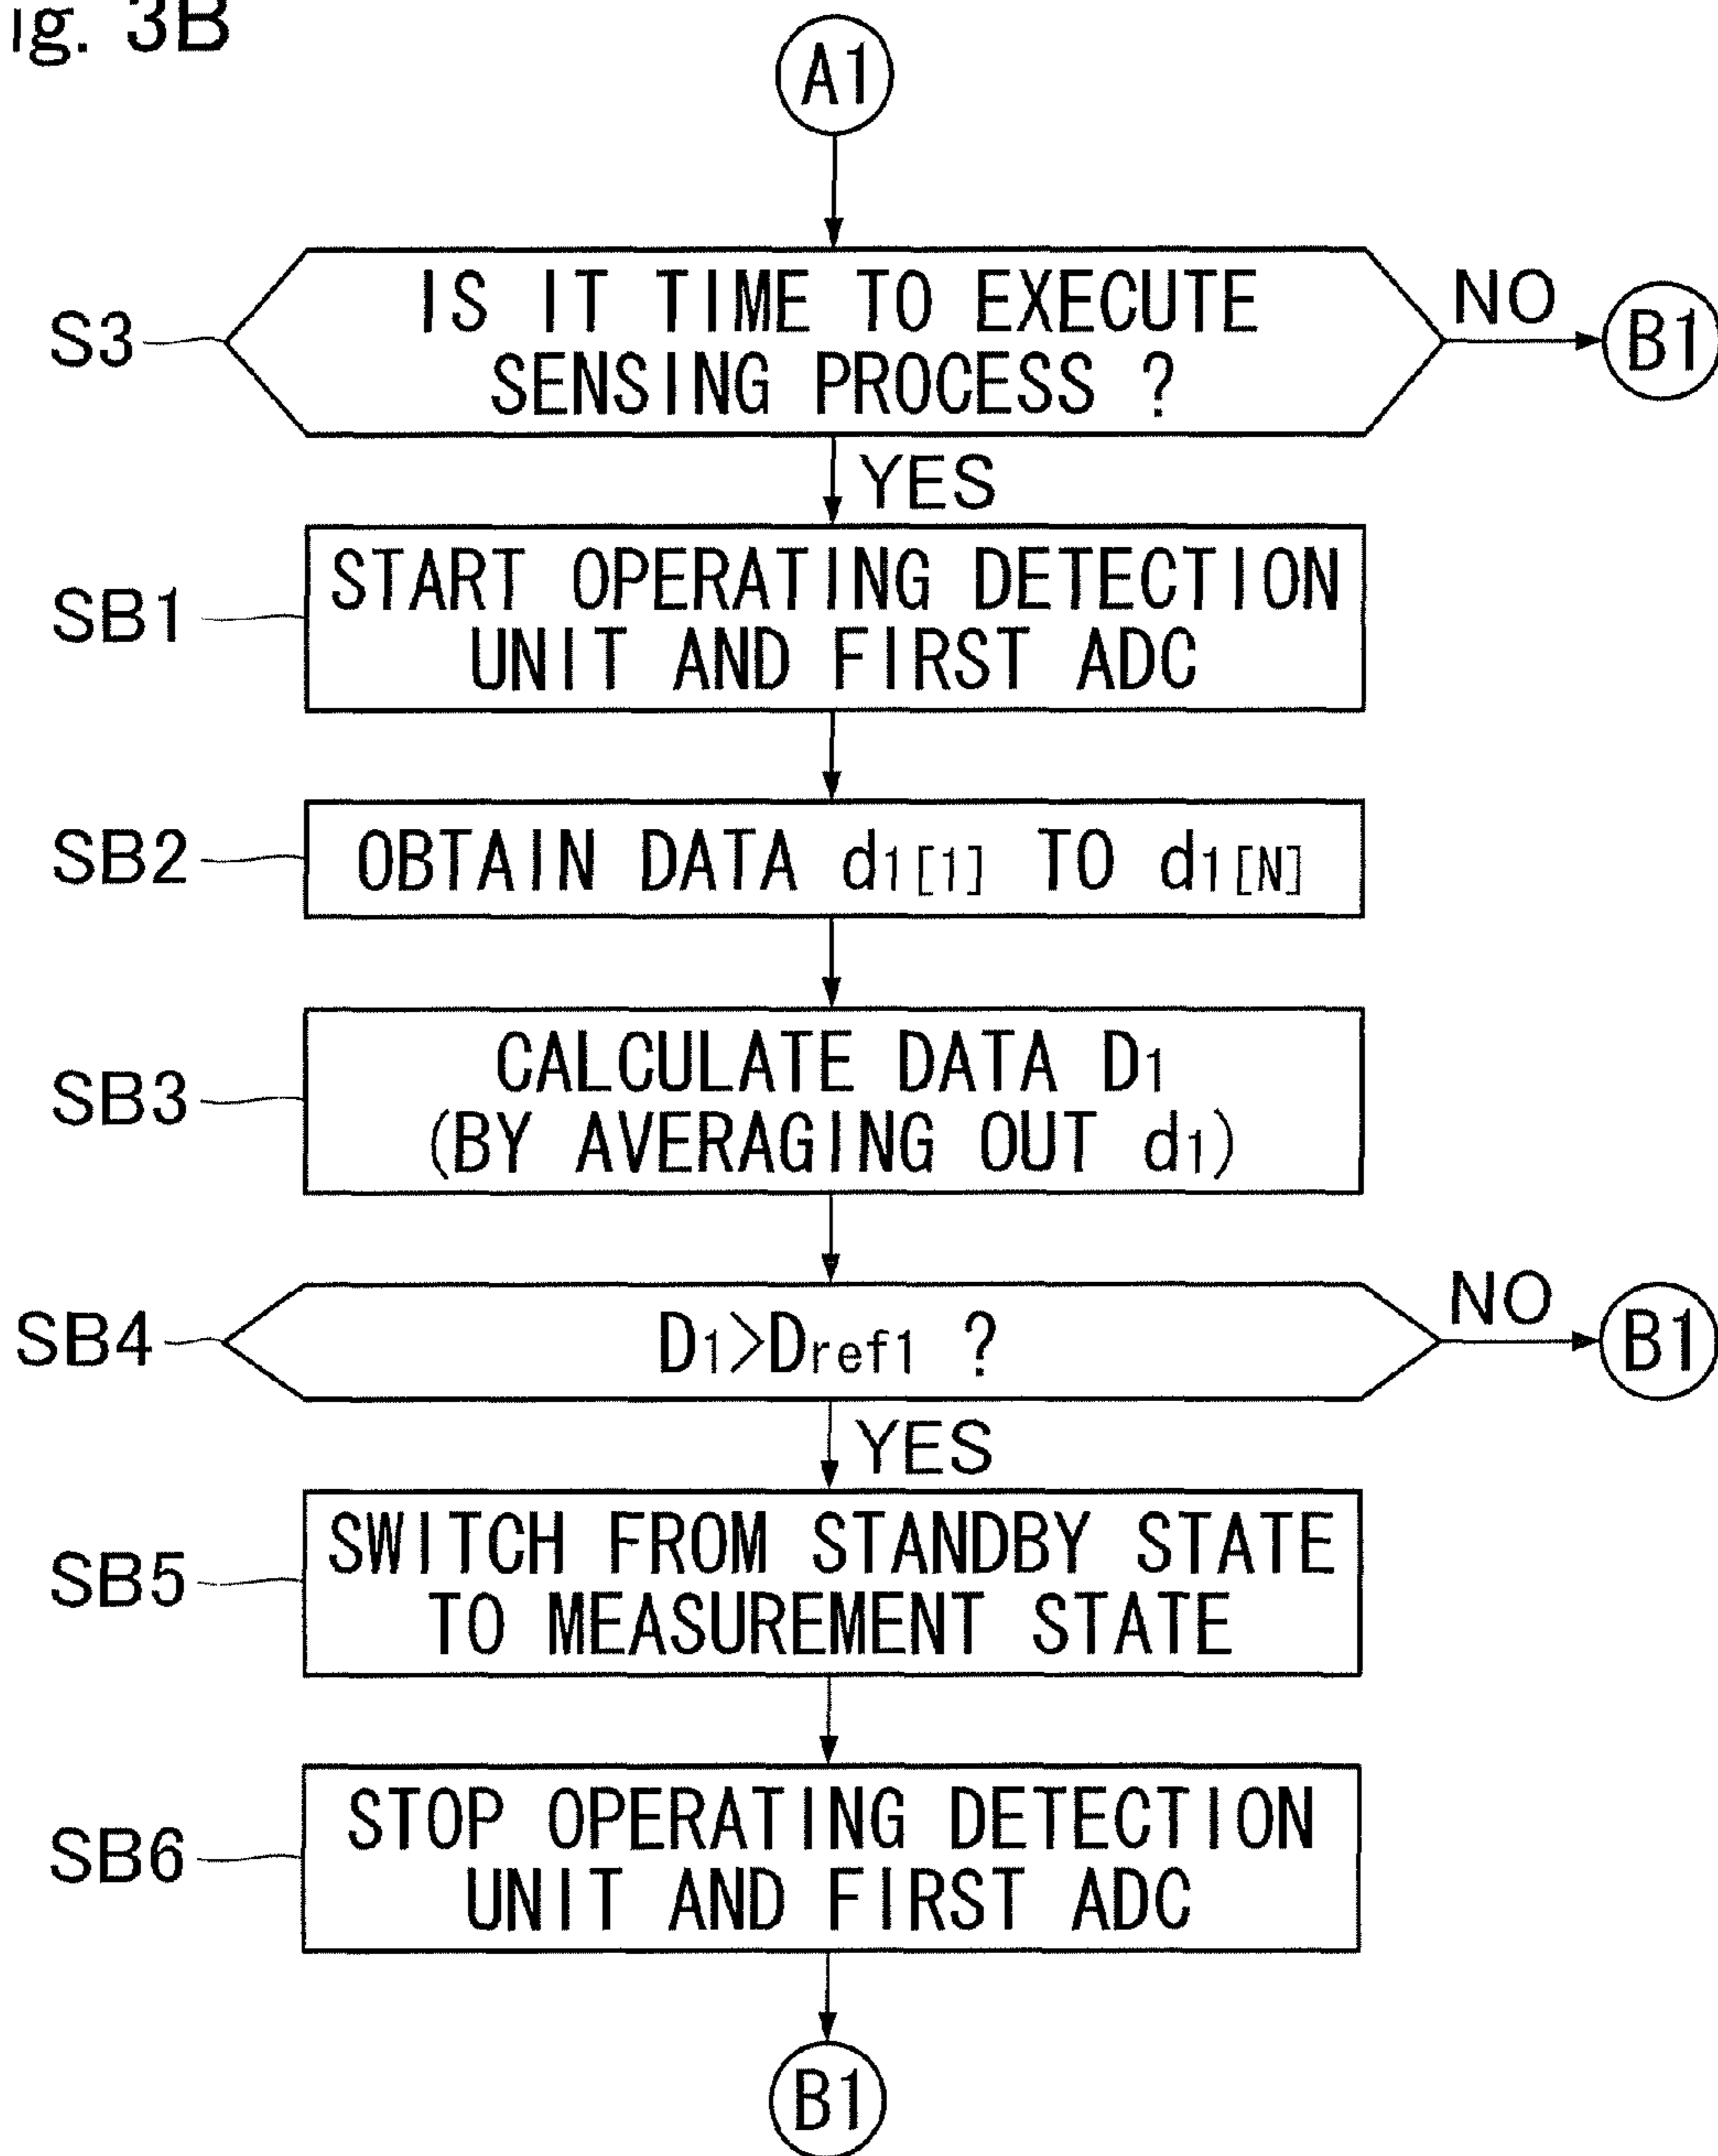 ig. 3B
A1
S3
IS IT TIME TO EXECUTE
SENSING PROCESS ?
NO
B1
YES
SB1
START OPERATING DETECTION
UNIT AND FIRST ADC
SB2
OBTAIN DATA d1[1] TO d1[N]
SB3
CALCULATE DATA D1
(BY AVERAGING OUT d1)
SB4
D1>Dref1 ?
NO
B1
YES
SB5
SWITCH FROM STANDBY STATE
TO MEASUREMENT STATE
SB6
STOP OPERATING DETECTION
UNIT AND FIRST ADC
B1